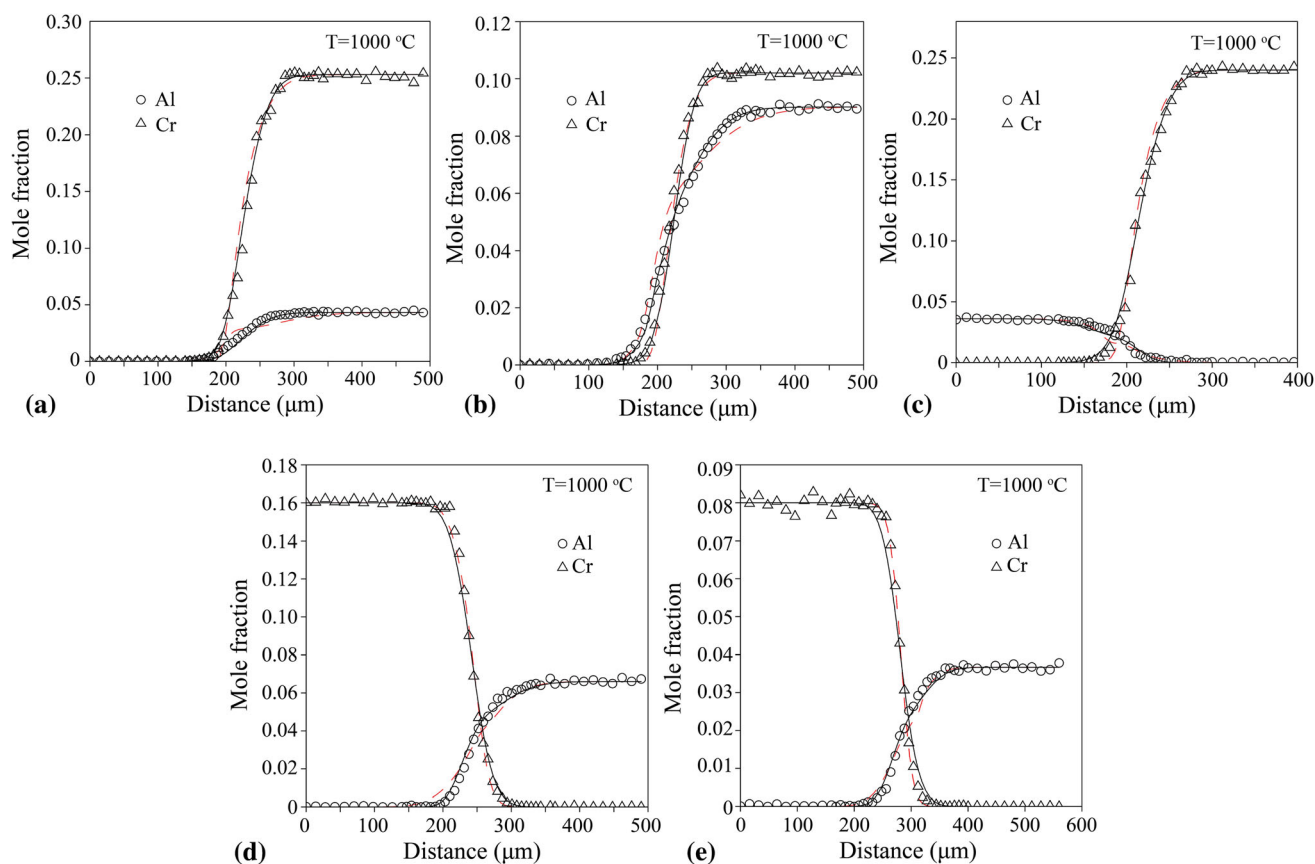 0.30
0.25
0.20
0.15
0.10
0.05
0
Mole fraction
T=1000 °C
Al
Cr
0 100 200 300 400 500
Distance (μm)
(a)
0.12
0.10
0.08
0.06
0.04
0.02
0.00
Mole fraction
T=1000 °C
Al
Cr
0 100 200 300 400 500
Distance (μm)
(b)
0.25
0.20
0.15
0.10
0.05
0
Mole fraction
T=1000 °C
Al
Cr
0 100 200 300 400
Distance (μm)
(c)
0.18
0.16
0.14
0.12
0.10
0.08
0.06
0.04
0.02
0
Mole fraction
T=1000 °C
Al
Cr
0 100 200 300 400 500
Distance (μm)
(d)
0.09
0.08
0.07
0.06
0.05
0.04
0.03
0.02
0.01
0
Mole fraction
T=1000 °C
Al
Cr
0 100 200 300 400 500 600
Distance (μm)
(e)